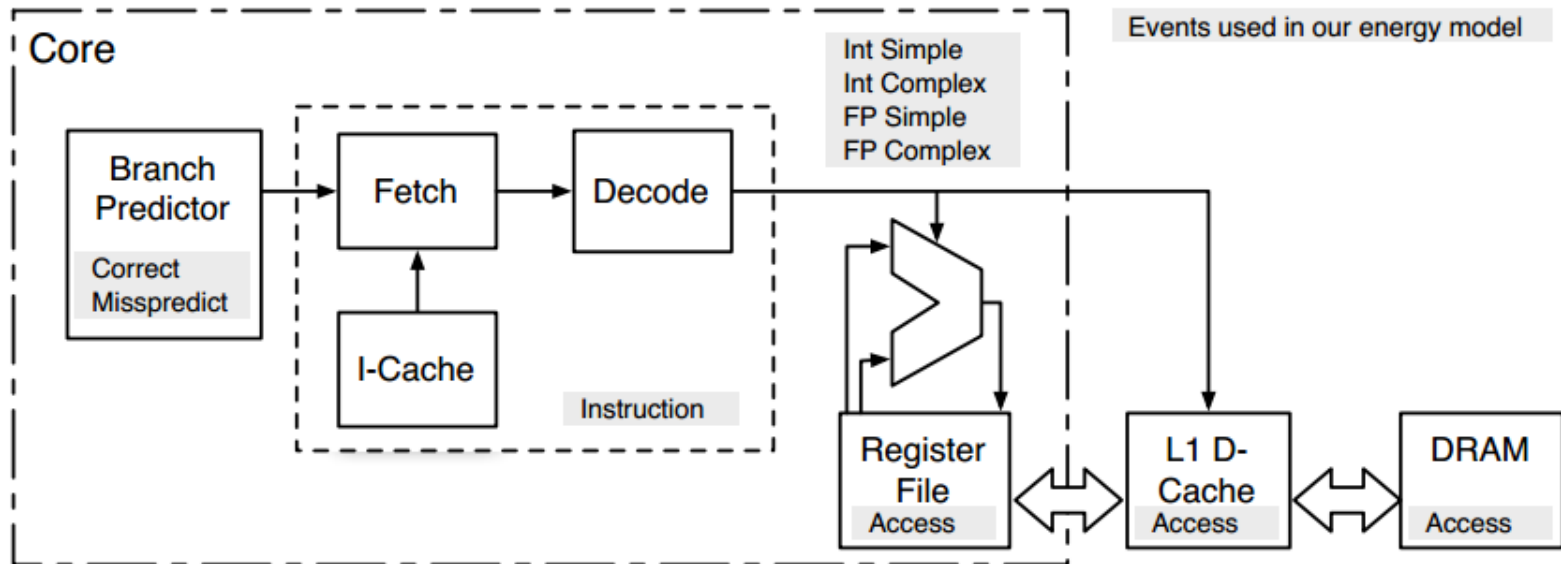 Core
Events used in our energy model
Int Simple
Int Complex
FP Simple
FP Complex
Branch
Predictor
Correct
Misspredict
Fetch
Decode
I-Cache
Instruction
Register
File
Access
L1 D-
Cache
Access
DRAM
Access